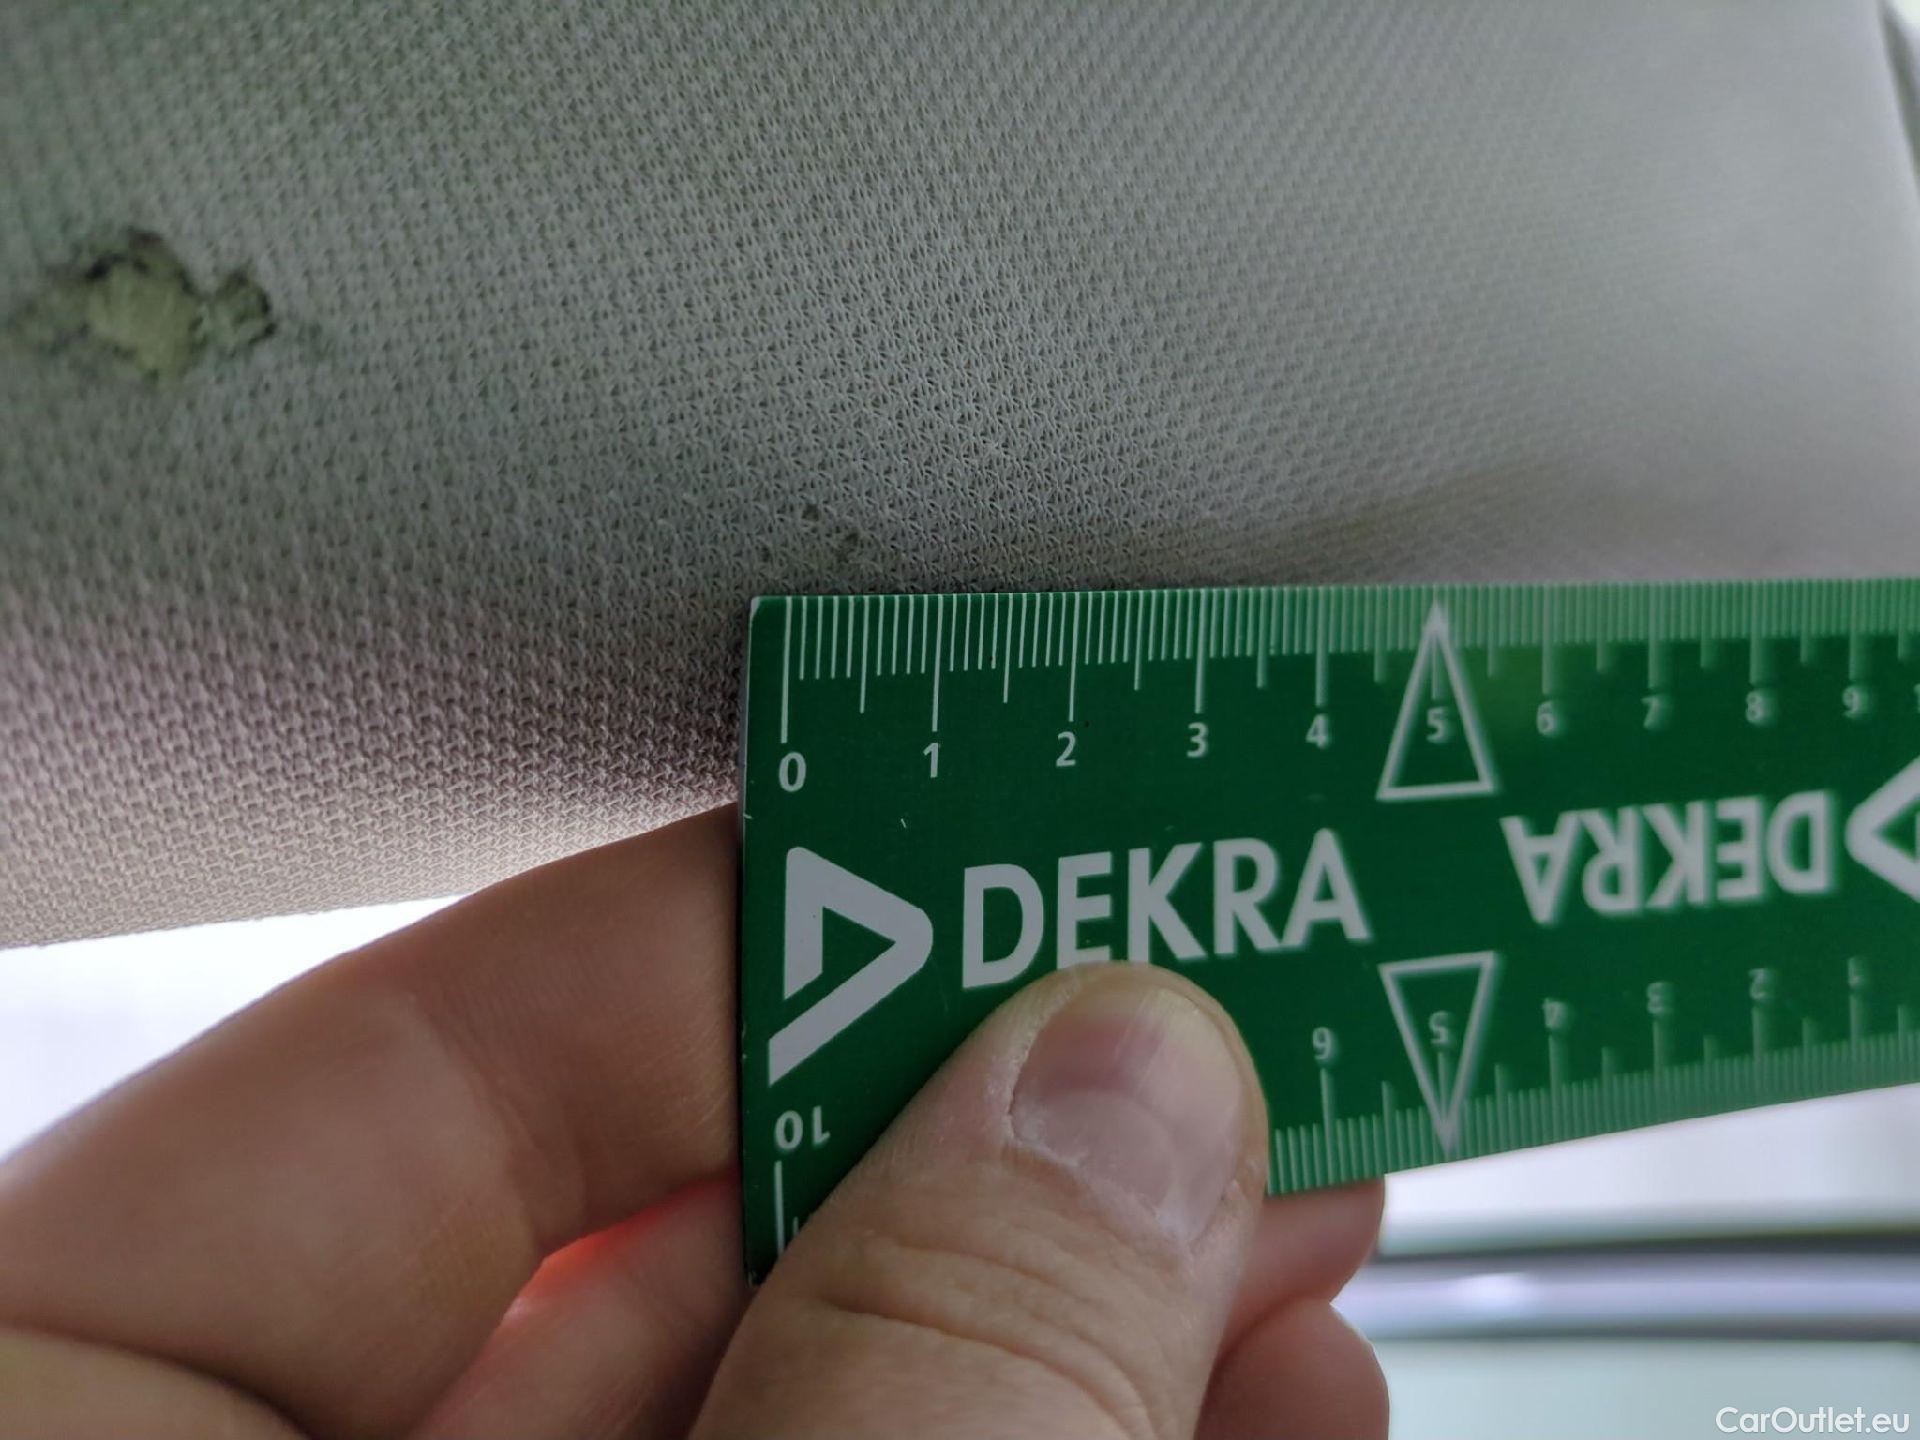 0 1 2 3 4 5 6 7 8 9
DEKRA DEKRA
10 6 5 4 3 2 1
CarOutlet.eu